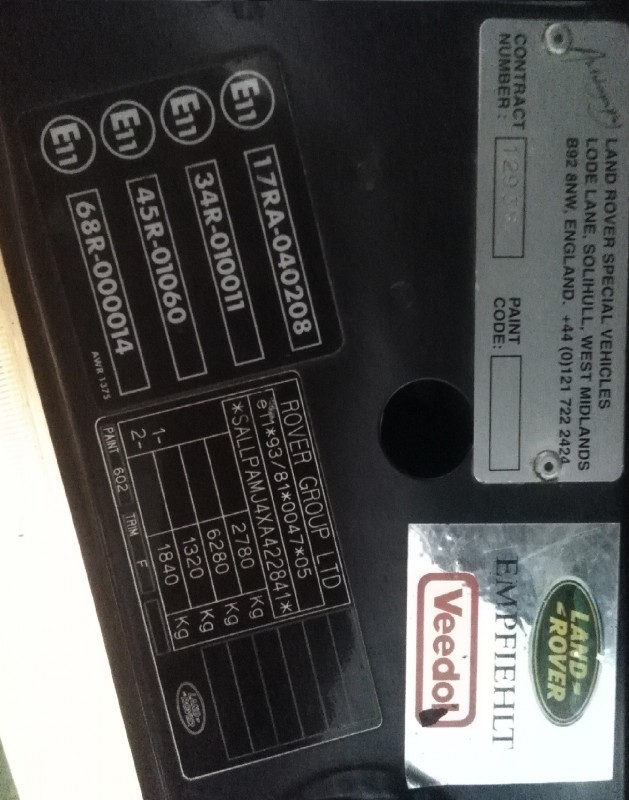 LAND ROVER SPECIAL VEHICLES
LODE LANE, SOLIHULL, WEST MIDLANDS
B92 8NW, ENGLAND. +44 (0)121 722 2424
CONTRACT
NUMBER:
PAINT
CODE:
E11 17RA-040208
E11 34R-010011
E11 45R-01060
E11 68R-000014
AWR1375
ROVER GROUP LTD
e11*93/81*0047*05
*SALLPAMJ4XA422841*
2780 Kg
6280 Kg
1- 1320 Kg
2- 1840 Kg
PAINT 602 TRIM F
LAND ROVER
LAND-
-ROVER
EMPFIEHLT
Veedol